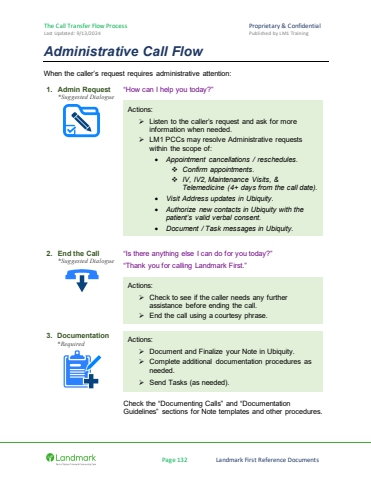 The Call Transfer Flow Process
Proprietary & Confidential
Last updated: 9/13/2024
Published by LM1 Training
Administrative Call Flow
When the caller's request requires administrative attention:
1. Admin Request
*Suggested Dialogue
"How can I help you today?"
Actions:
➢ Listen to the caller's request and ask for more
information when needed.
➢ LM1 PCCs may resolve Administrative requests
within the scope of:
• Appointment cancellations / reschedules.
❖ Confirm appointments.
❖ IV, IV2, Maintenance Visits, &
Telemedicine (4+ days from the call date).
• Visit Address updates in Ubiquity.
• Authorize new contacts in Ubiquity with the
patient's valid verbal consent.
• Document / Task messages in Ubiquity.
2. End the Call
*Suggested Dialogue
"Is there anything else I can do for you today?"
"Thank you for calling Landmark First."
Actions:
➢ Check to see if the caller needs any further
assistance before ending the call.
➢ End the call using a courtesy phrase.
3. Documentation
*Required
Actions:
➢ Document and Finalize your Note in Ubiquity.
➢ Complete additional documentation procedures as
needed.
➢ Send Tasks (as needed).
Check the "Documenting Calls" and "Documentation
Guidelines" sections for Note templates and other procedures.
Landmark
Page 132
Landmark First Reference Documents